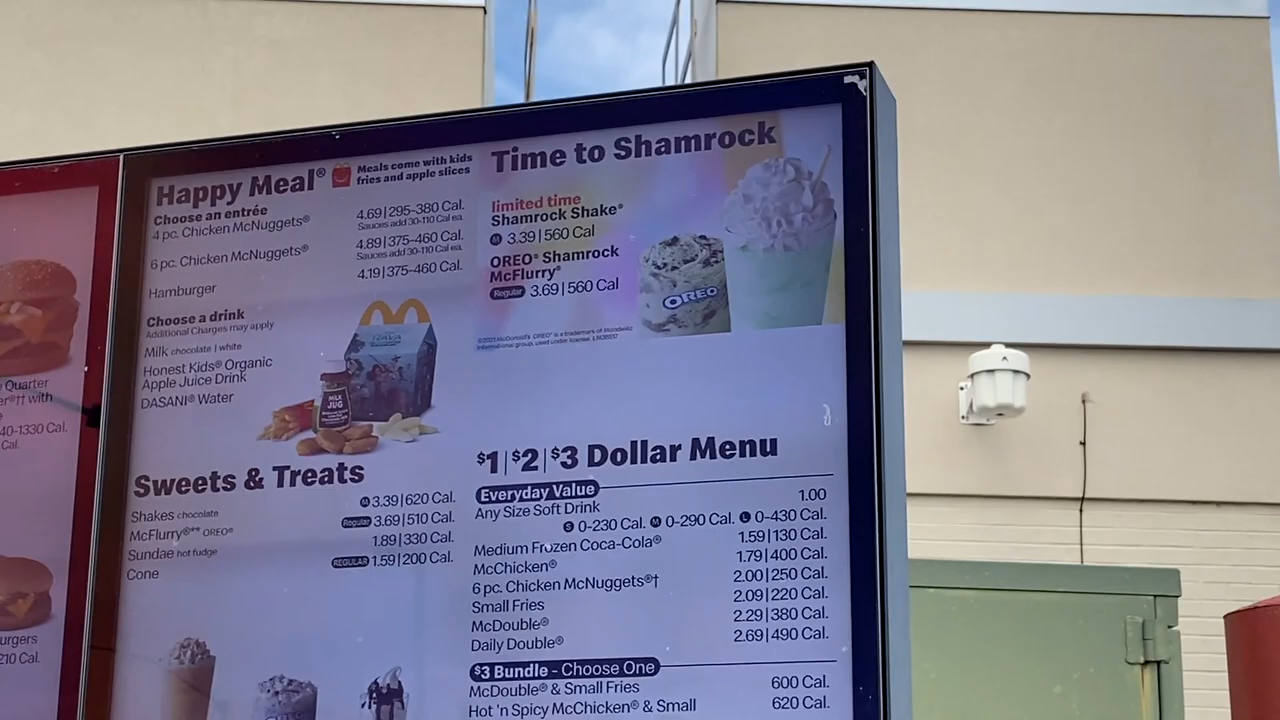 Quarter
er®†† with
40-1330 Cal.
Cal.
urgers
210 Cal.
Happy Meal®
Meals come with kids
fries and apple slices
Choose an entrée
4 pc. Chicken McNuggets® 4.69|295-380 Cal.
Sauces add 30-110 Cal ea.
6 pc. Chicken McNuggets® 4.89|375-460 Cal.
Sauces add 30-110 Cal ea.
Hamburger 4.19|375-460 Cal.
Choose a drink
Additional Charges may apply
Milk chocolate | white
Honest Kids® Organic
Apple Juice Drink
DASANI® Water
MILK
JUG
Time to Shamrock
limited time
Shamrock Shake®
M 3.39|560 Cal
OREO® Shamrock
McFlurry®
Regular 3.69|560 Cal
OREO
©2021 McDonald's OREO® is a trademark of Mondelēz
International group, used under license.
Sweets & Treats
Shakes chocolate M 3.39|620 Cal.
McFlurry®** OREO® Regular 3.69|510 Cal.
Sundae hot fudge 1.89|330 Cal.
Cone REGULAR 1.59|200 Cal.
$1|$2|$3 Dollar Menu
Everyday Value
Any Size Soft Drink 1.00
S 0-230 Cal. M 0-290 Cal. L 0-430 Cal.
Medium Frozen Coca-Cola® 1.59|130 Cal.
McChicken® 1.79|400 Cal.
6 pc. Chicken McNuggets®† 2.00|250 Cal.
Small Fries 2.09|220 Cal.
McDouble® 2.29|380 Cal.
Daily Double® 2.69|490 Cal.
$3 Bundle - Choose One
McDouble® & Small Fries 600 Cal.
Hot 'n Spicy McChicken® & Small 620 Cal.